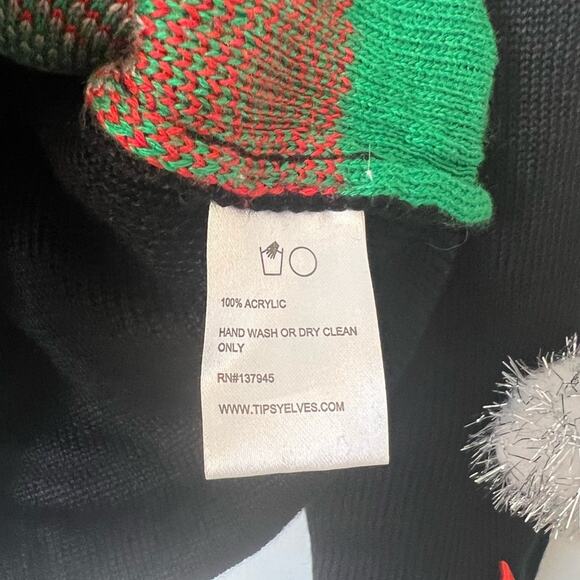 100% ACRYLIC
HAND WASH OR DRY CLEAN
ONLY
RN#137945
WWW.TIPSYELVES.COM